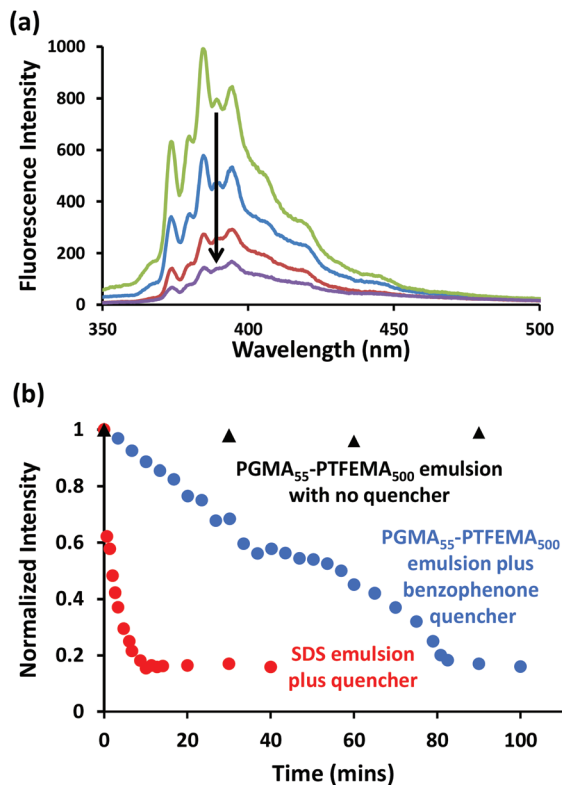 (a)
1000
800
600
400
200
0
Fluorescence Intensity
350 400 450 500
Wavelength (nm)
(b)
1
0.8
0.6
0.4
0.2
0
Normalized Intensity
PGMA₅₅-PTFEMA₅₀₀ emulsion
with no quencher
PGMA₅₅-PTFEMA₅₀₀
emulsion plus
benzophenone
quencher
SDS emulsion
plus quencher
0 20 40 60 80 100
Time (mins)